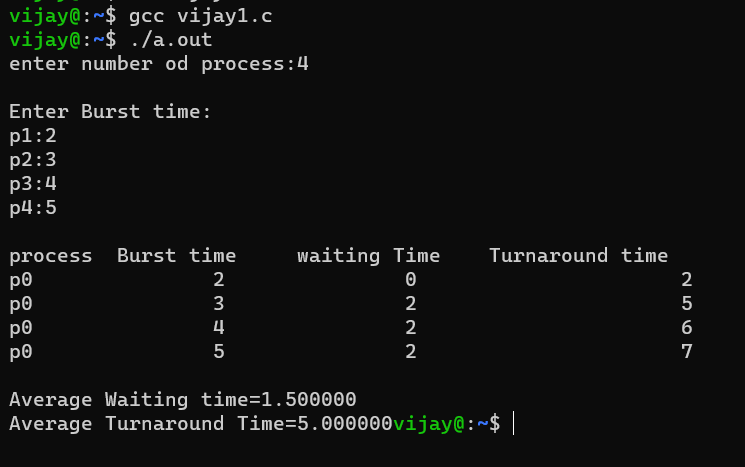 vijay@:~$ gcc vijay1.c
vijay@:~$ ./a.out
enter number od process:4
Enter Burst time:
p1:2
p2:3
p3:4
p4:5
process  Burst time     waiting Time    Turnaround time
p0               2               0                      2
p0               3               2                      5
p0               4               2                      6
p0               5               2                      7
Average Waiting time=1.500000
Average Turnaround Time=5.000000vijay@:~$